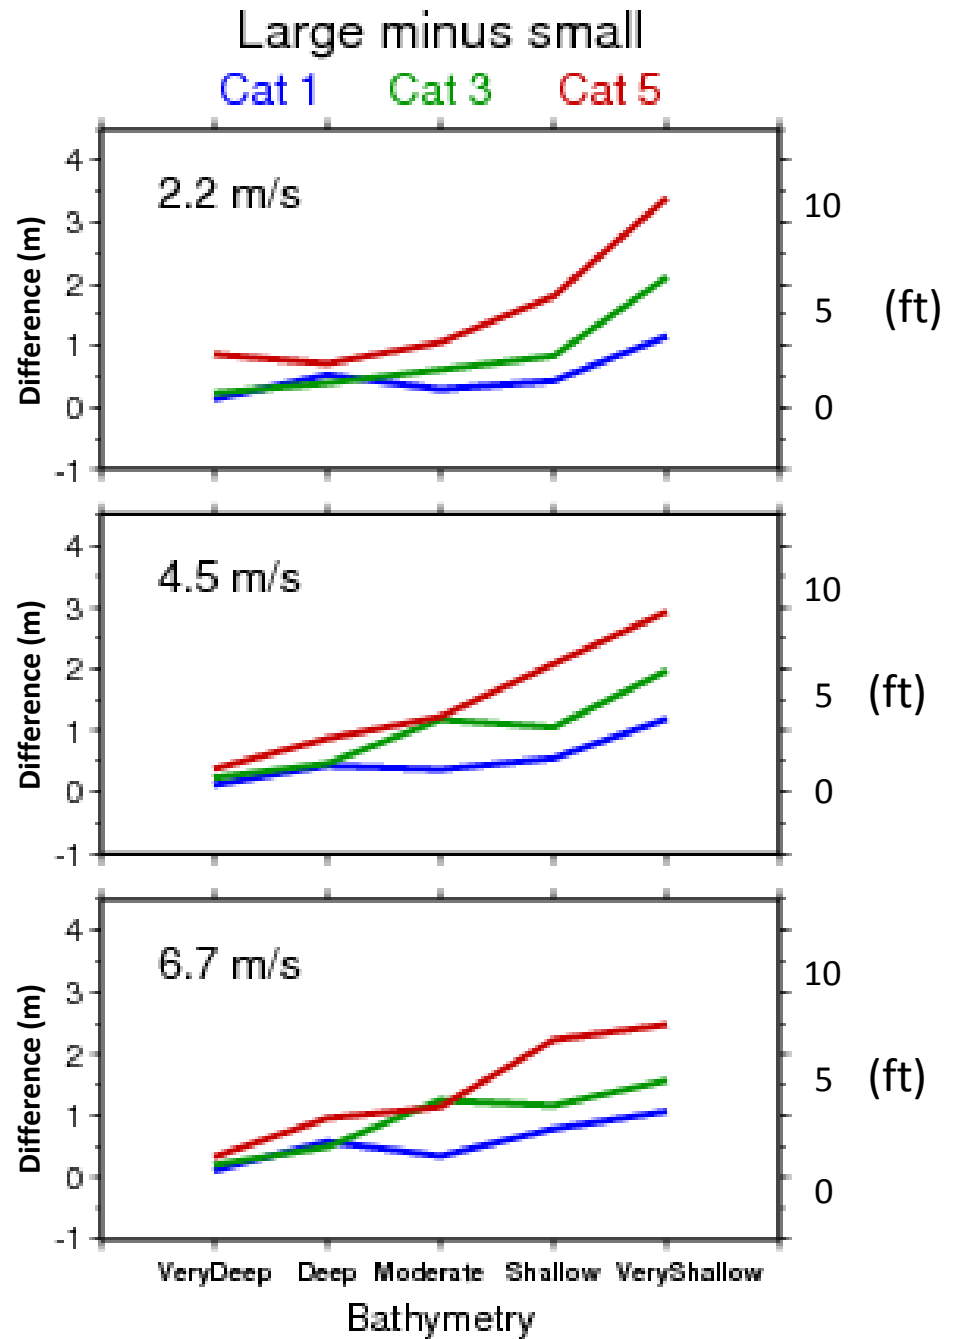 Large minus small
Cat 1 Cat 3 Cat 5
2.2 m/s
Difference (m)
4
3
2
1
0
-1
10
5
0
(ft)
4.5 m/s
Difference (m)
4
3
2
1
0
-1
10
5
0
(ft)
6.7 m/s
Difference (m)
4
3
2
1
0
-1
10
5
0
(ft)
VeryDeep Deep Moderate Shallow VeryShallow
Bathymetry